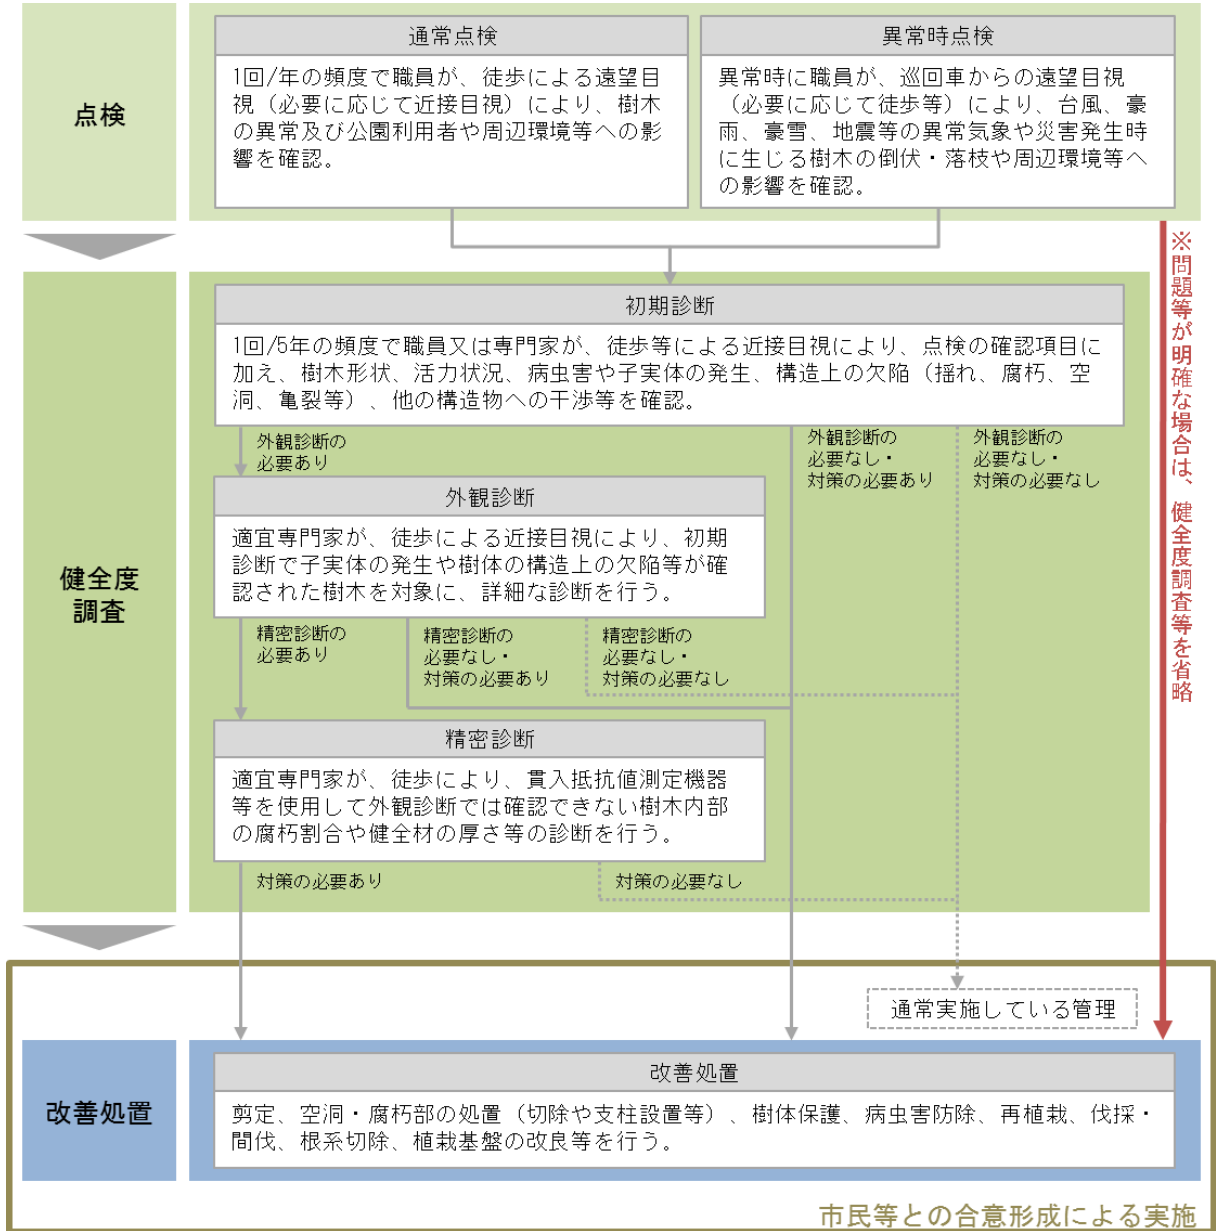 点検
通常点検
1回/年の頻度で職員が、徒歩による遠望目
視（必要に応じて近接目視）により、樹木
の異常及び公園利用者や周辺環境等への影
響を確認。
異常時点検
異常時に職員が、巡回車からの遠望目視
（必要に応じて徒歩等）により、台風、豪
雨、豪雪、地震等の異常気象や災害発生時
に生じる樹木の倒伏・落枝や周辺環境等へ
の影響を確認。
※問題等が明確な場合は、健全度調査等を省略
健全度
調査
初期診断
1回/5年の頻度で職員又は専門家が、徒歩等による近接目視により、点検の確認項目に
加え、樹木形状、活力状況、病虫害や子実体の発生、構造上の欠陥（揺れ、腐朽、空
洞、亀裂等）、他の構造物への干渉等を確認。
外観診断の
必要あり
外観診断の
必要なし・
対策の必要あり
外観診断の
必要なし・
対策の必要なし
外観診断
適宜専門家が、徒歩による近接目視により、初期
診断で子実体の発生や樹体の構造上の欠陥等が確
認された樹木を対象に、詳細な診断を行う。
精密診断の
必要あり
精密診断の
必要なし・
対策の必要あり
精密診断の
必要なし・
対策の必要なし
精密診断
適宜専門家が、徒歩により、貫入抵抗値測定機器
等を使用して外観診断では確認できない樹木内部
の腐朽割合や健全材の厚さ等の診断を行う。
対策の必要あり
対策の必要なし
通常実施している管理
改善処置
改善処置
剪定、空洞・腐朽部の処置（切除や支柱設置等）、樹体保護、病虫害防除、再植栽、伐採・
間伐、根系切除、植栽基盤の改良等を行う。
市民等との合意形成による実施